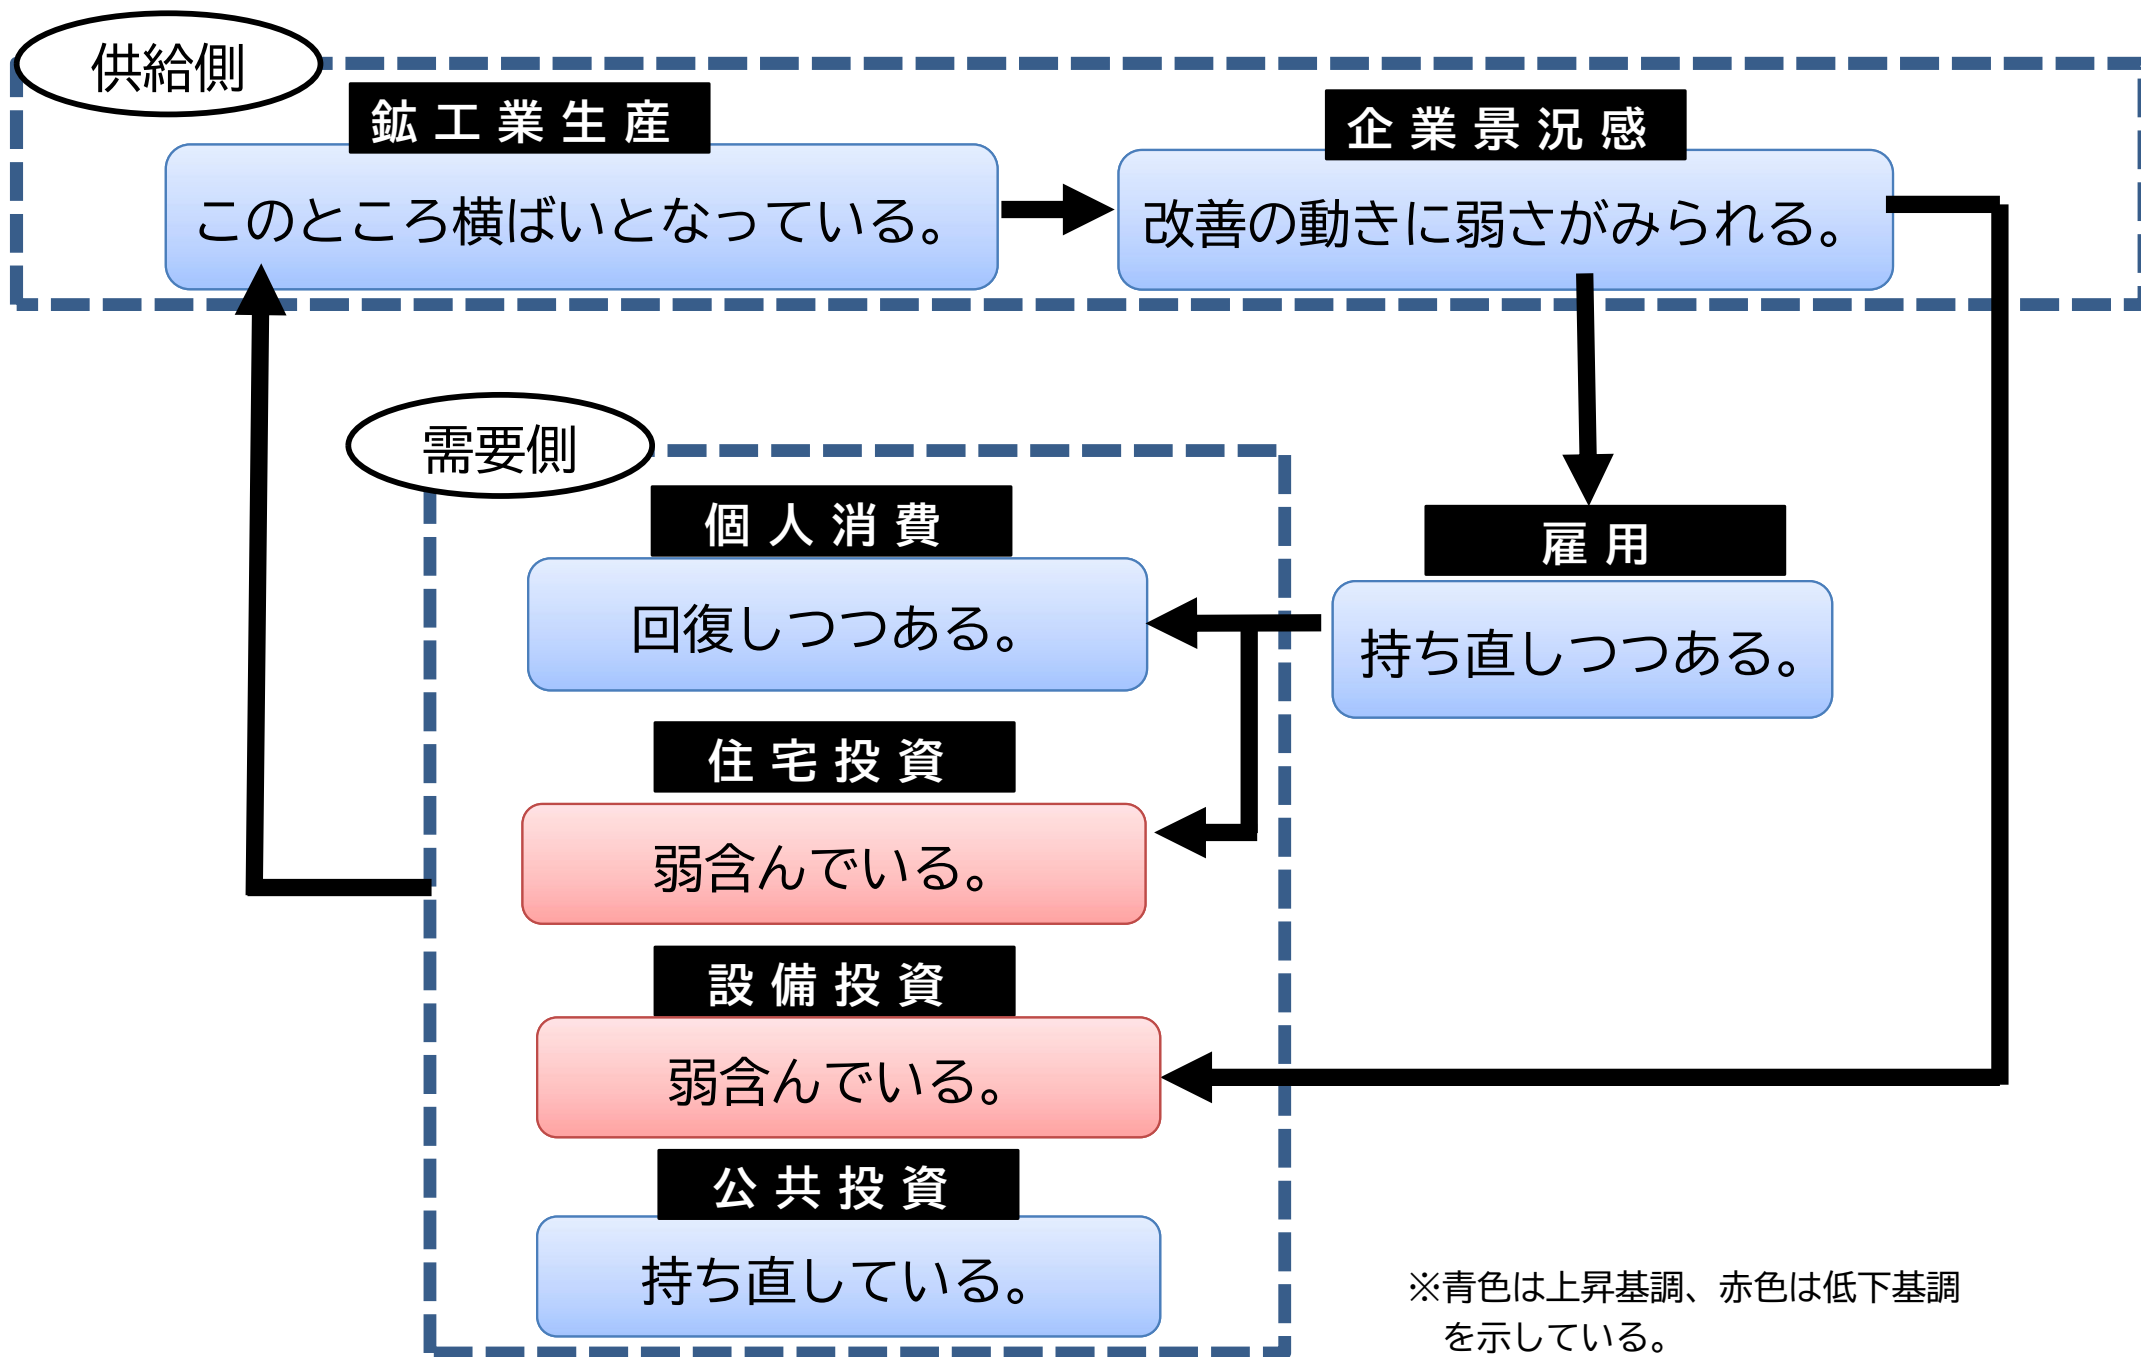 供給側
鉱工業生産
このところ横ばいとなっている。
企業景況感
改善の動きに弱さがみられる。
需要側
個人消費
回復しつつある。
雇用
持ち直しつつある。
住宅投資
弱含んでいる。
設備投資
弱含んでいる。
公共投資
持ち直している。
※青色は上昇基調、赤色は低下基調
を示している。